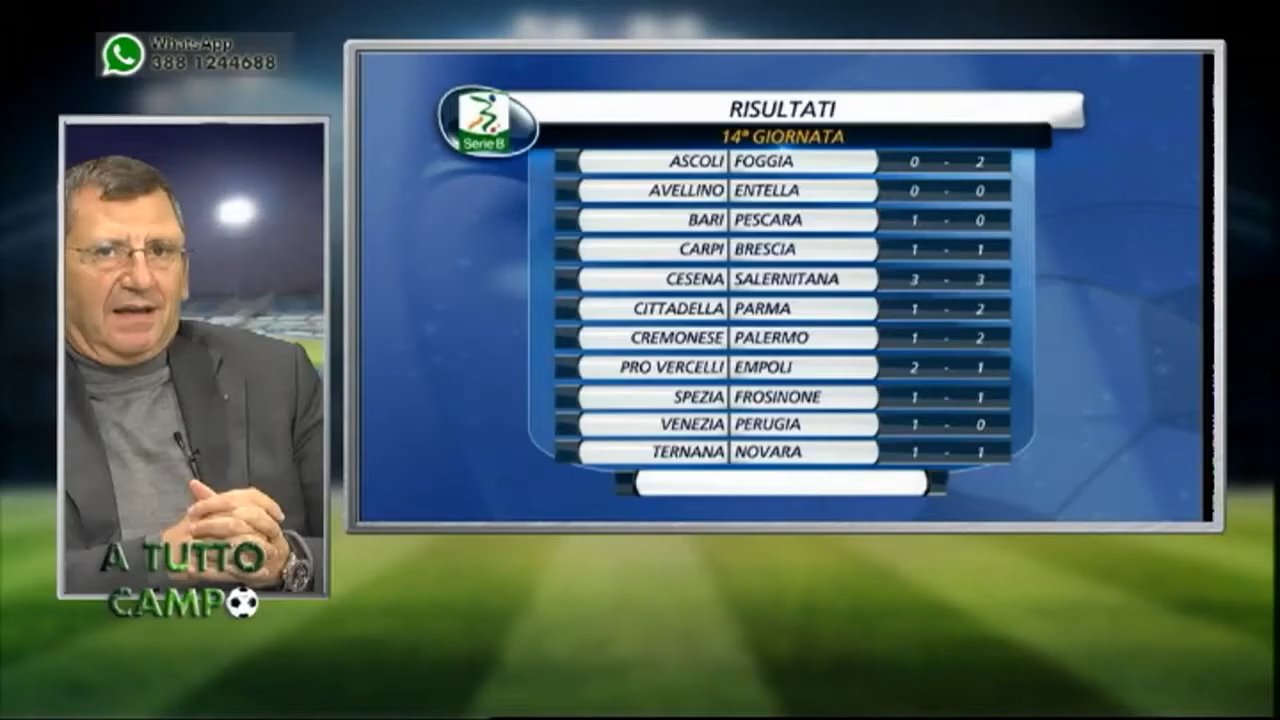 WhatsApp
388 1244688
RISULTATI
Serie B
14ª GIORNATA
ASCOLI FOGGIA 0 - 2
AVELLINO ENTELLA 0 - 0
BARI PESCARA 1 - 0
CARPI BRESCIA 1 - 1
CESENA SALERNITANA 3 - 3
CITTADELLA PARMA 1 - 2
CREMONESE PALERMO 1 - 2
PRO VERCELLI EMPOLI 2 - 1
SPEZIA FROSINONE 1 - 1
VENEZIA PERUGIA 1 - 0
TERNANA NOVARA 1 - 1
A TUTTO
CAMPO